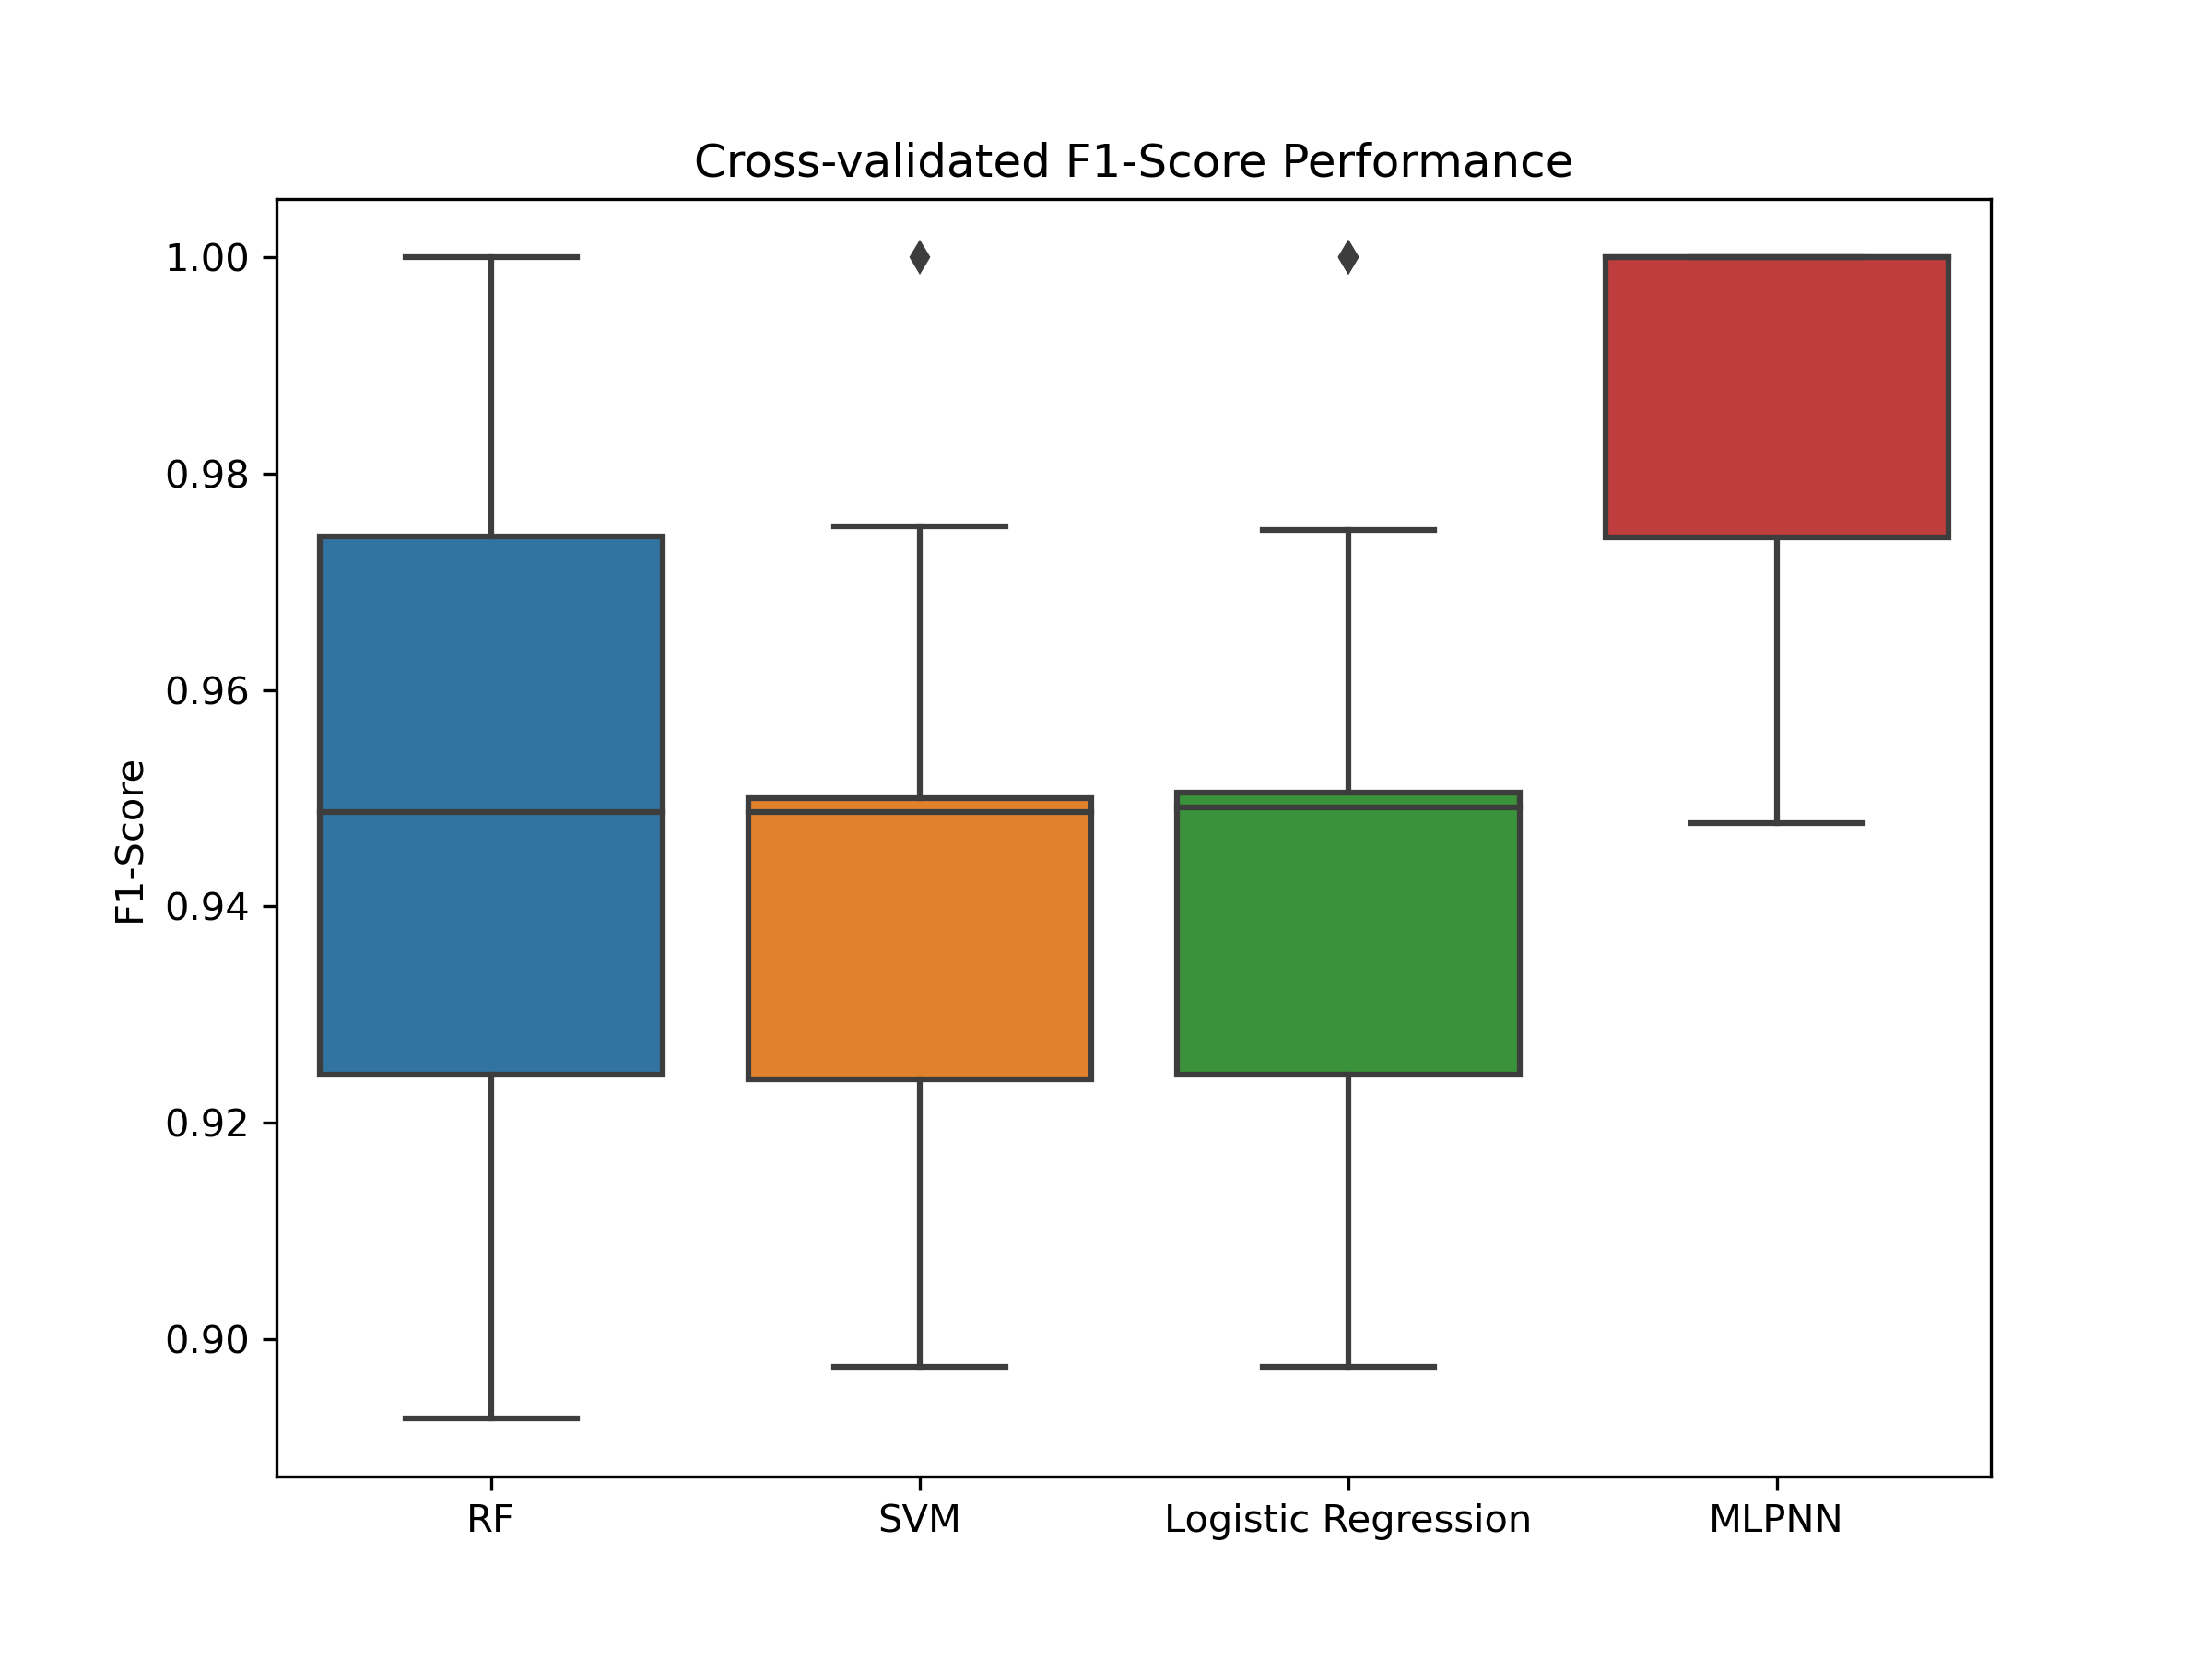 Cross-validated F1-Score Performance
F1-Score
1.00
0.98
0.96
0.94
0.92
0.90
RF
SVM
Logistic Regression
MLPNN